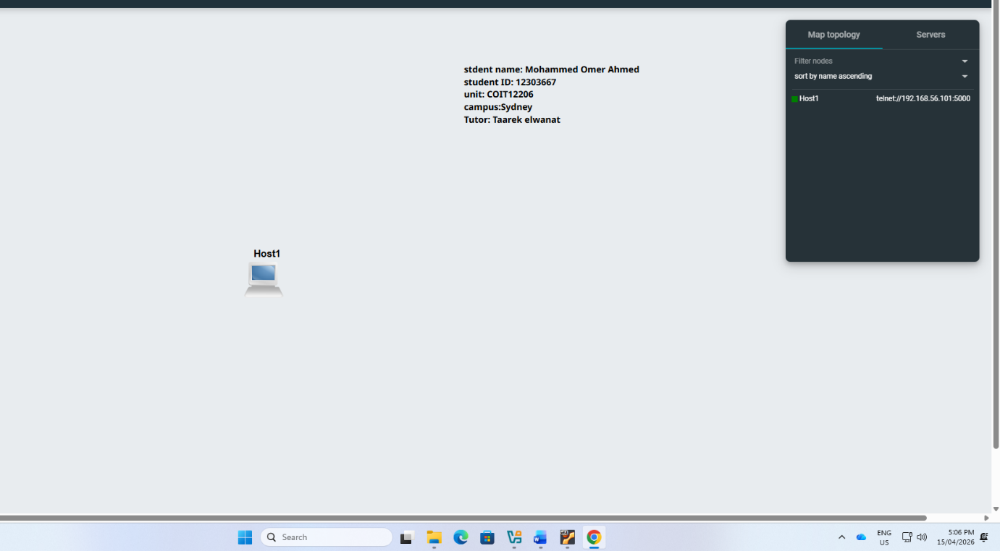 Map topology
Servers
Filter nodes
sort by name ascending
Host1 telnet://192.168.56.101:5000
stdent name: Mohammed Omer Ahmed
student ID: 12303667
unit: COIT12206
campus:Sydney
Tutor: Taarek elwanat
Host1
Search
ENG
US
5:06 PM
15/04/2026